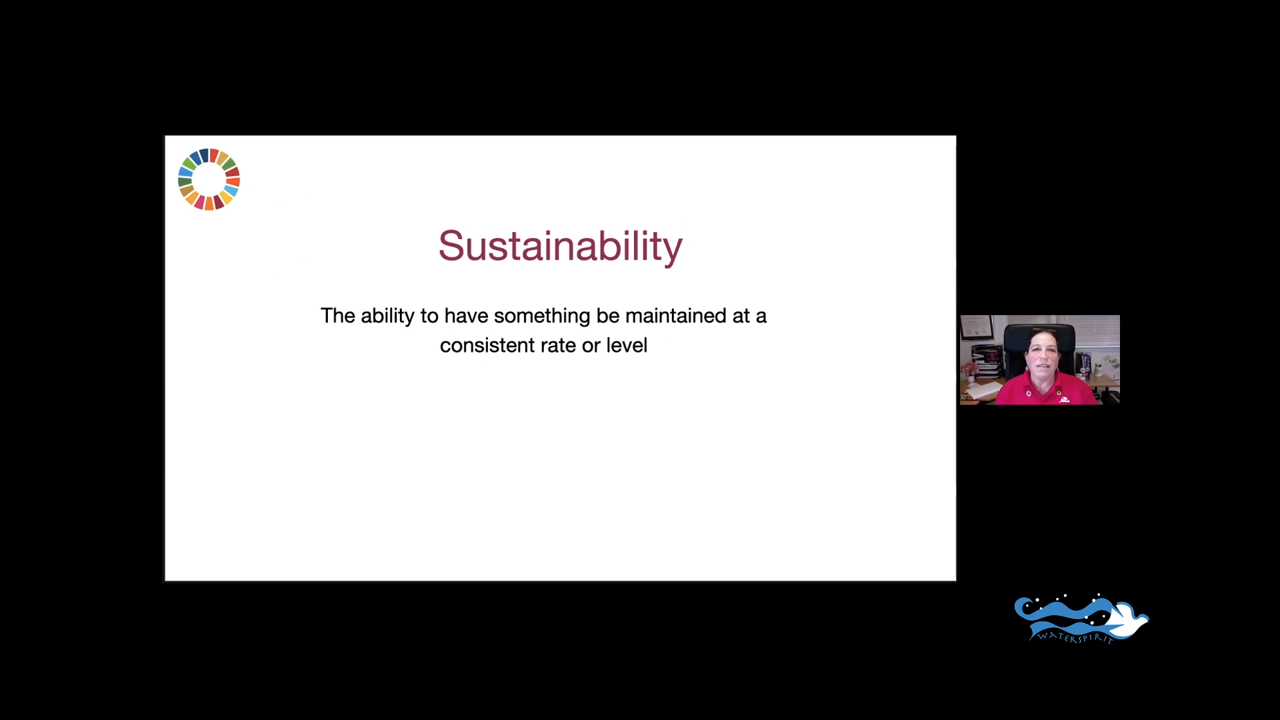 Sustainability
The ability to have something be maintained at a
consistent rate or level
WATERSPIRIT